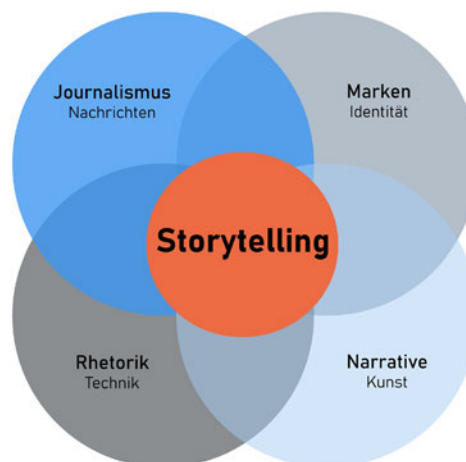 Journalismus
Nachrichten
Marken
Identität
Storytelling
Rhetorik
Technik
Narrative
Kunst